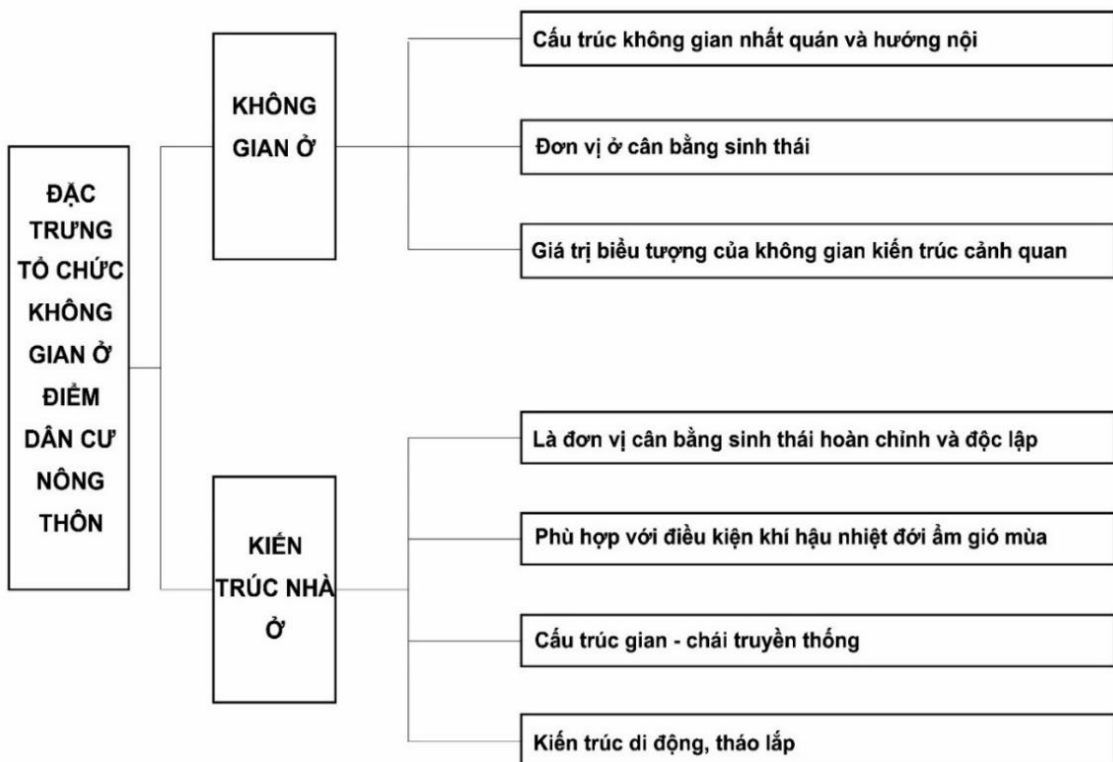 ĐẶC
TRƯNG
TỔ CHỨC
KHÔNG
GIAN Ở
ĐIỂM
DÂN CƯ
NÔNG
THÔN
KHÔNG
GIAN Ở
Cấu trúc không gian nhất quán và hướng nội
Đơn vị ở cân bằng sinh thái
Giá trị biểu tượng của không gian kiến trúc cảnh quan
KIẾN
TRÚC NHÀ
Ở
Là đơn vị cân bằng sinh thái hoàn chỉnh và độc lập
Phù hợp với điều kiện khí hậu nhiệt đới ẩm gió mùa
Cấu trúc gian - chái truyền thống
Kiến trúc di động, tháo lắp